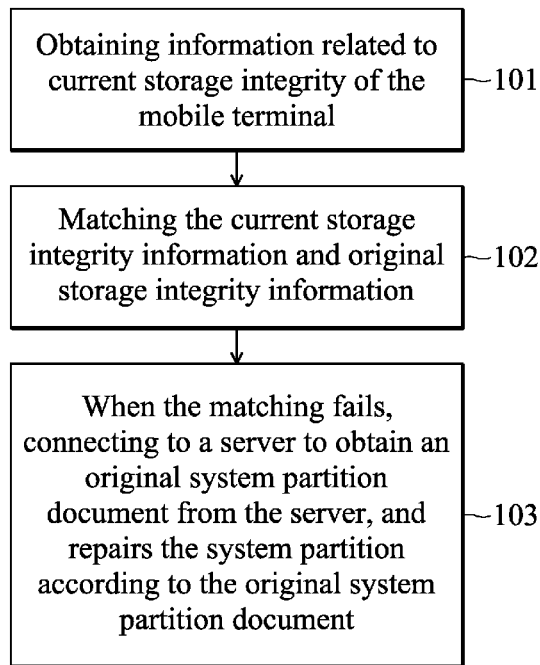 Obtaining information related to
current storage integrity of the
mobile terminal
101
Matching the current storage
integrity information and original
storage integrity information
102
When the matching fails,
connecting to a server to obtain an
original system partition
document from the server, and
repairs the system partition
according to the original system
partition document
103